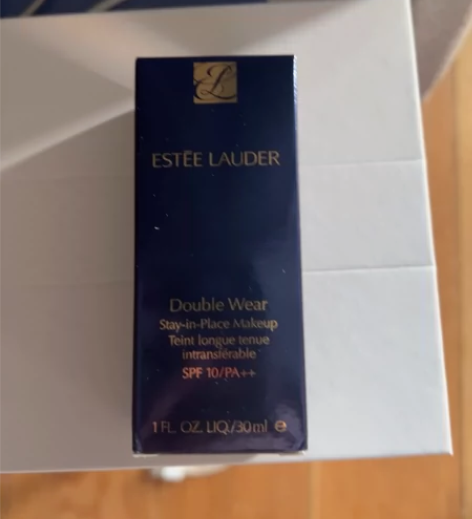 EL
ESTĒE LAUDER
Double Wear
Stay-in-Place Makeup
Teint longue tenue
intransférable
SPF 10/PA++
1 FL. OZ. LIQ./30ml ℮